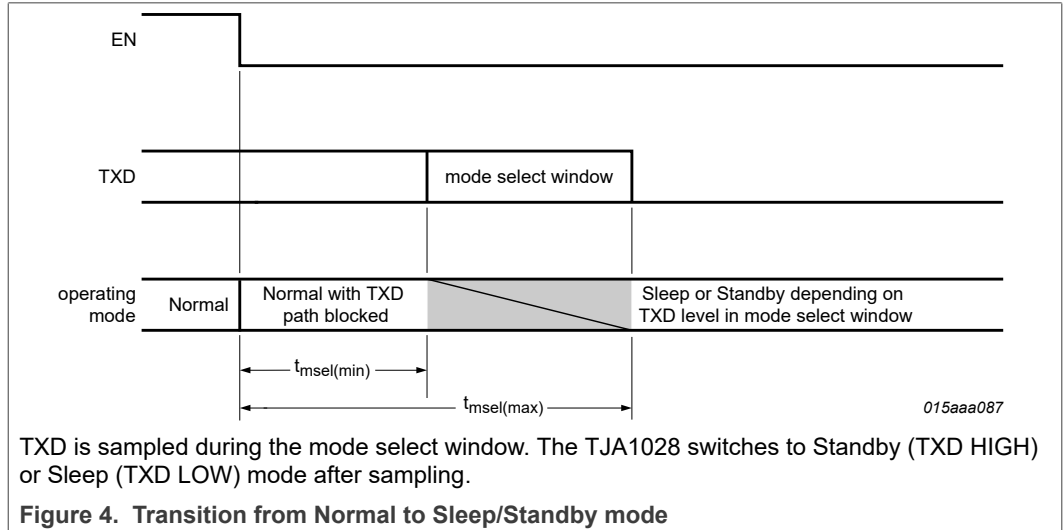 EN
TXD
mode select window
operating
mode
Normal
Normal with TXD
path blocked
Sleep or Standby depending on
TXD level in mode select window
tmsel(min)
tmsel(max)
015aaa087
TXD is sampled during the mode select window. The TJA1028 switches to Standby (TXD HIGH)
or Sleep (TXD LOW) mode after sampling.
Figure 4. Transition from Normal to Sleep/Standby mode